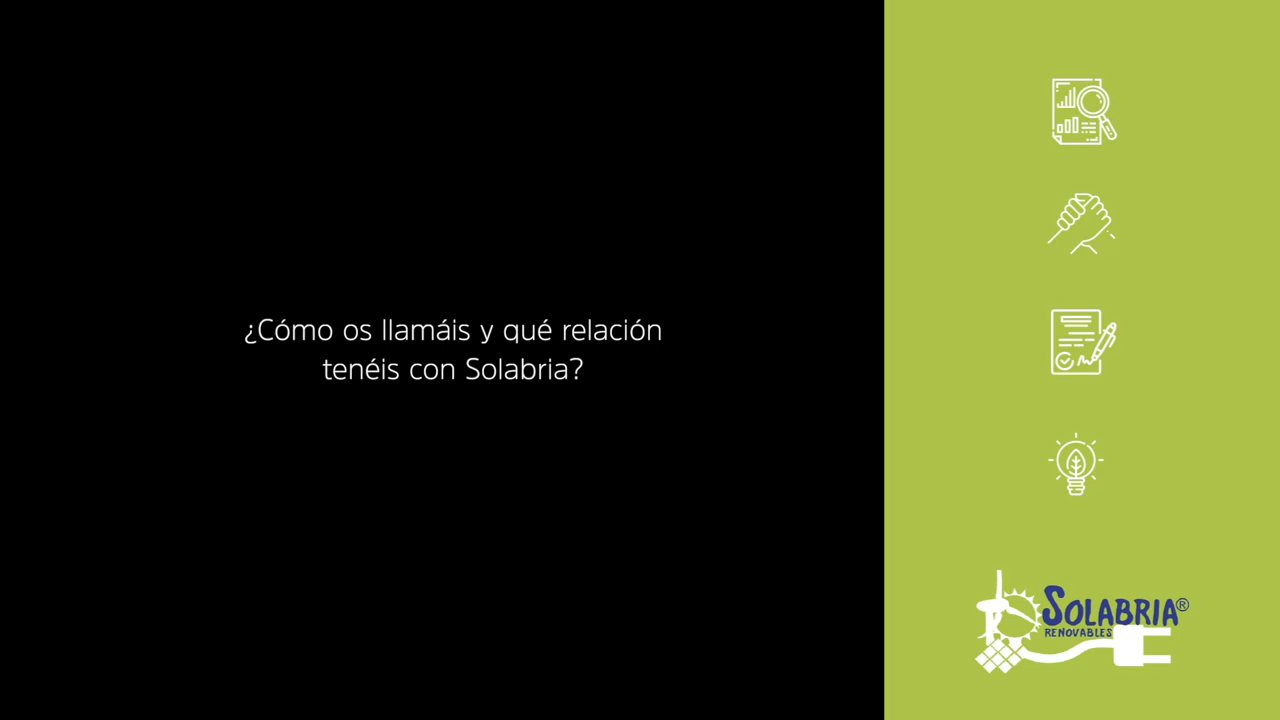 ¿Cómo os llamáis y qué relación
tenéis con Solabria?
SOLABRIA®
RENOVABLES